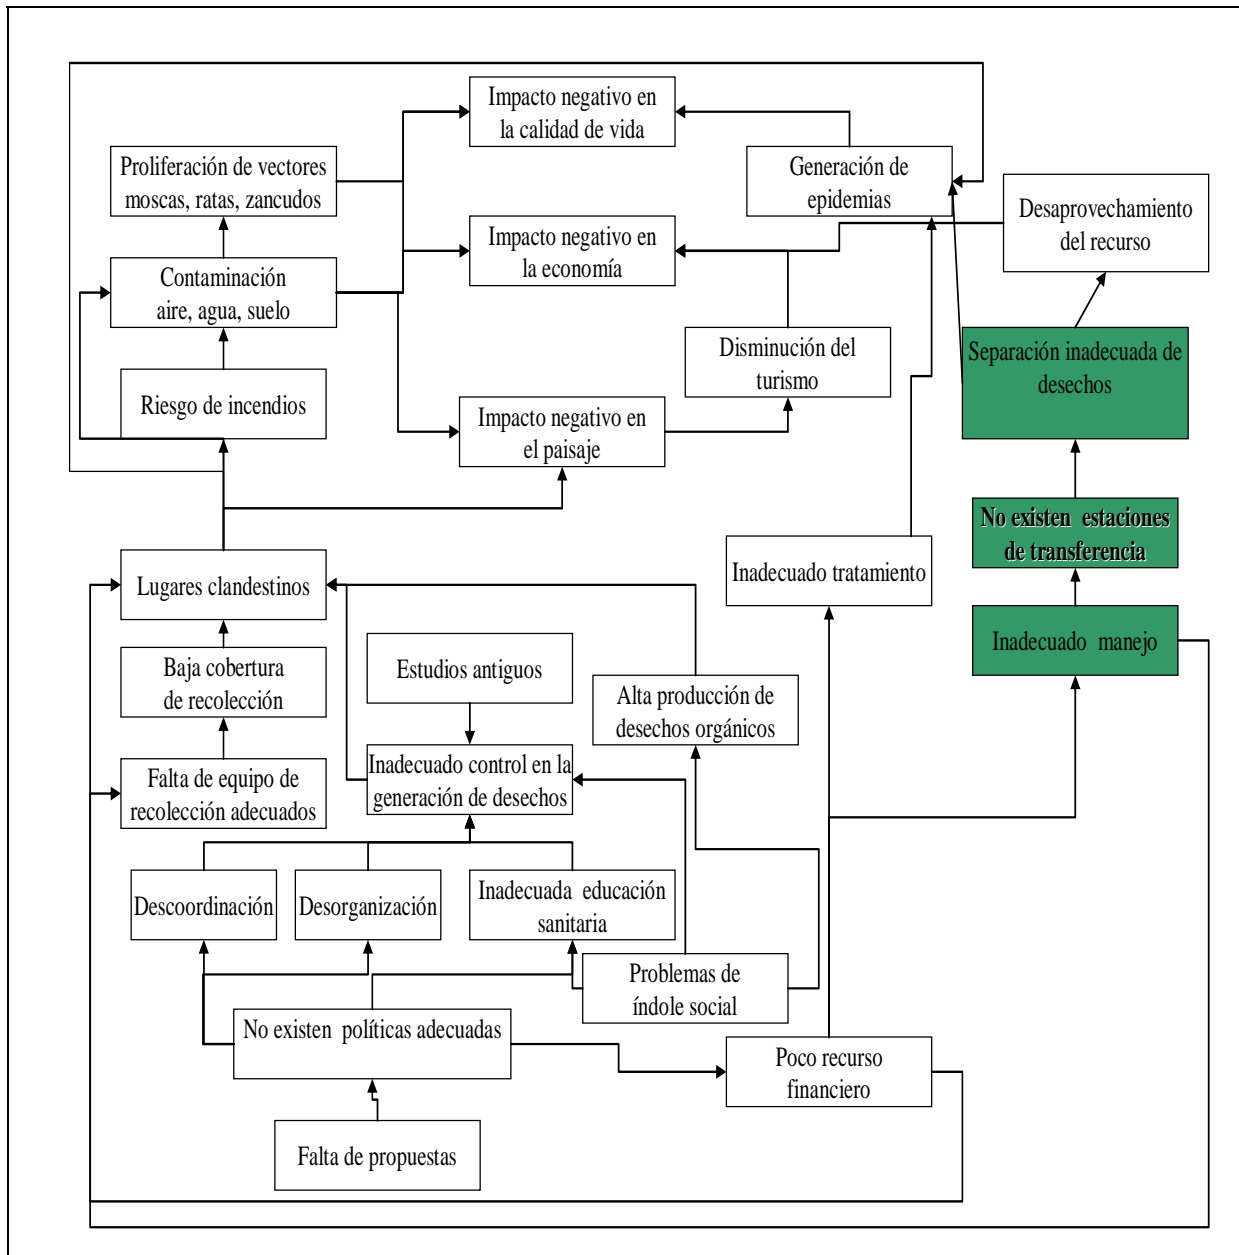 Impacto negativo en
la calidad de vida
Proliferación de vectores
moscas, ratas, zancudos
Generación de
epidemias
Desaprovechamiento
del recurso
Impacto negativo en
la economía
Contaminación
aire, agua, suelo
Disminución del
turismo
Separación inadecuada de
desechos
Riesgo de incendios
Impacto negativo en
el paisaje
No existen estaciones
de transferencia
Lugares clandestinos
Inadecuado tratamiento
Inadecuado manejo
Baja cobertura
de recolección
Estudios antiguos
Alta producción de
desechos orgánicos
Falta de equipo de
recolección adecuados
Inadecuado control en la
generación de desechos
Descoordinación
Desorganización
Inadecuada educación
sanitaria
Problemas de
índole social
No existen políticas adecuadas
Poco recurso
financiero
Falta de propuestas